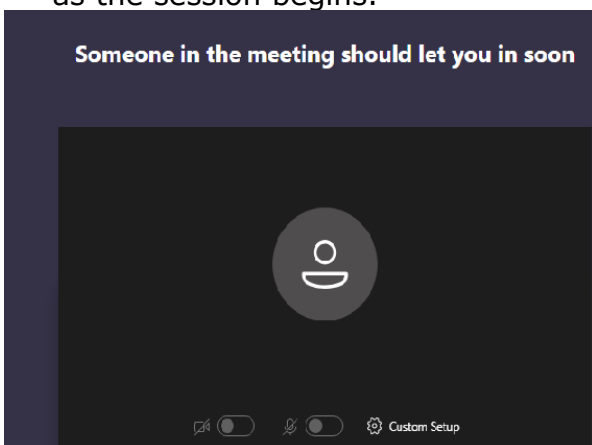 as the session begins.
Someone in the meeting should let you in soon
Custom Setup